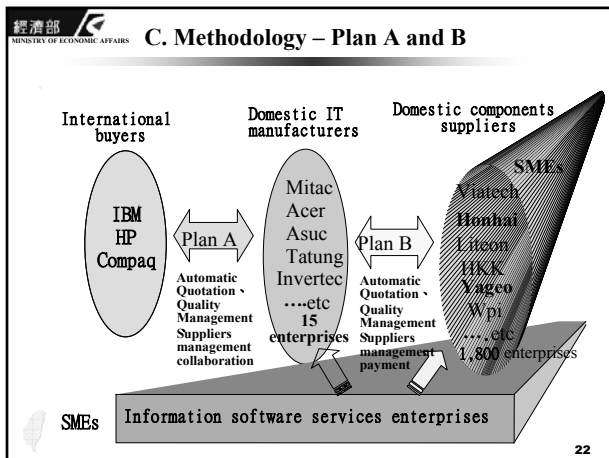 經濟部
MINISTRY OF ECONOMIC AFFAIRS
C. Methodology – Plan A and B
International
buyers
IBM
HP
Compaq
Plan A
Automatic
Quotation、
Quality
Management
Suppliers
management
collaboration
Domestic IT
manufacturers
Mitac
Acer
Asuc
Tatung
Invertec
….etc
15
enterprises
Plan B
Automatic
Quotation、
Quality
Management
Suppliers
management
payment
Domestic components
suppliers
SMEs
Viatech
Honhai
Liteon
HKK
Yageo
Wpi
….etc
1,800 enterprises
SMEs
Information software services enterprises
22